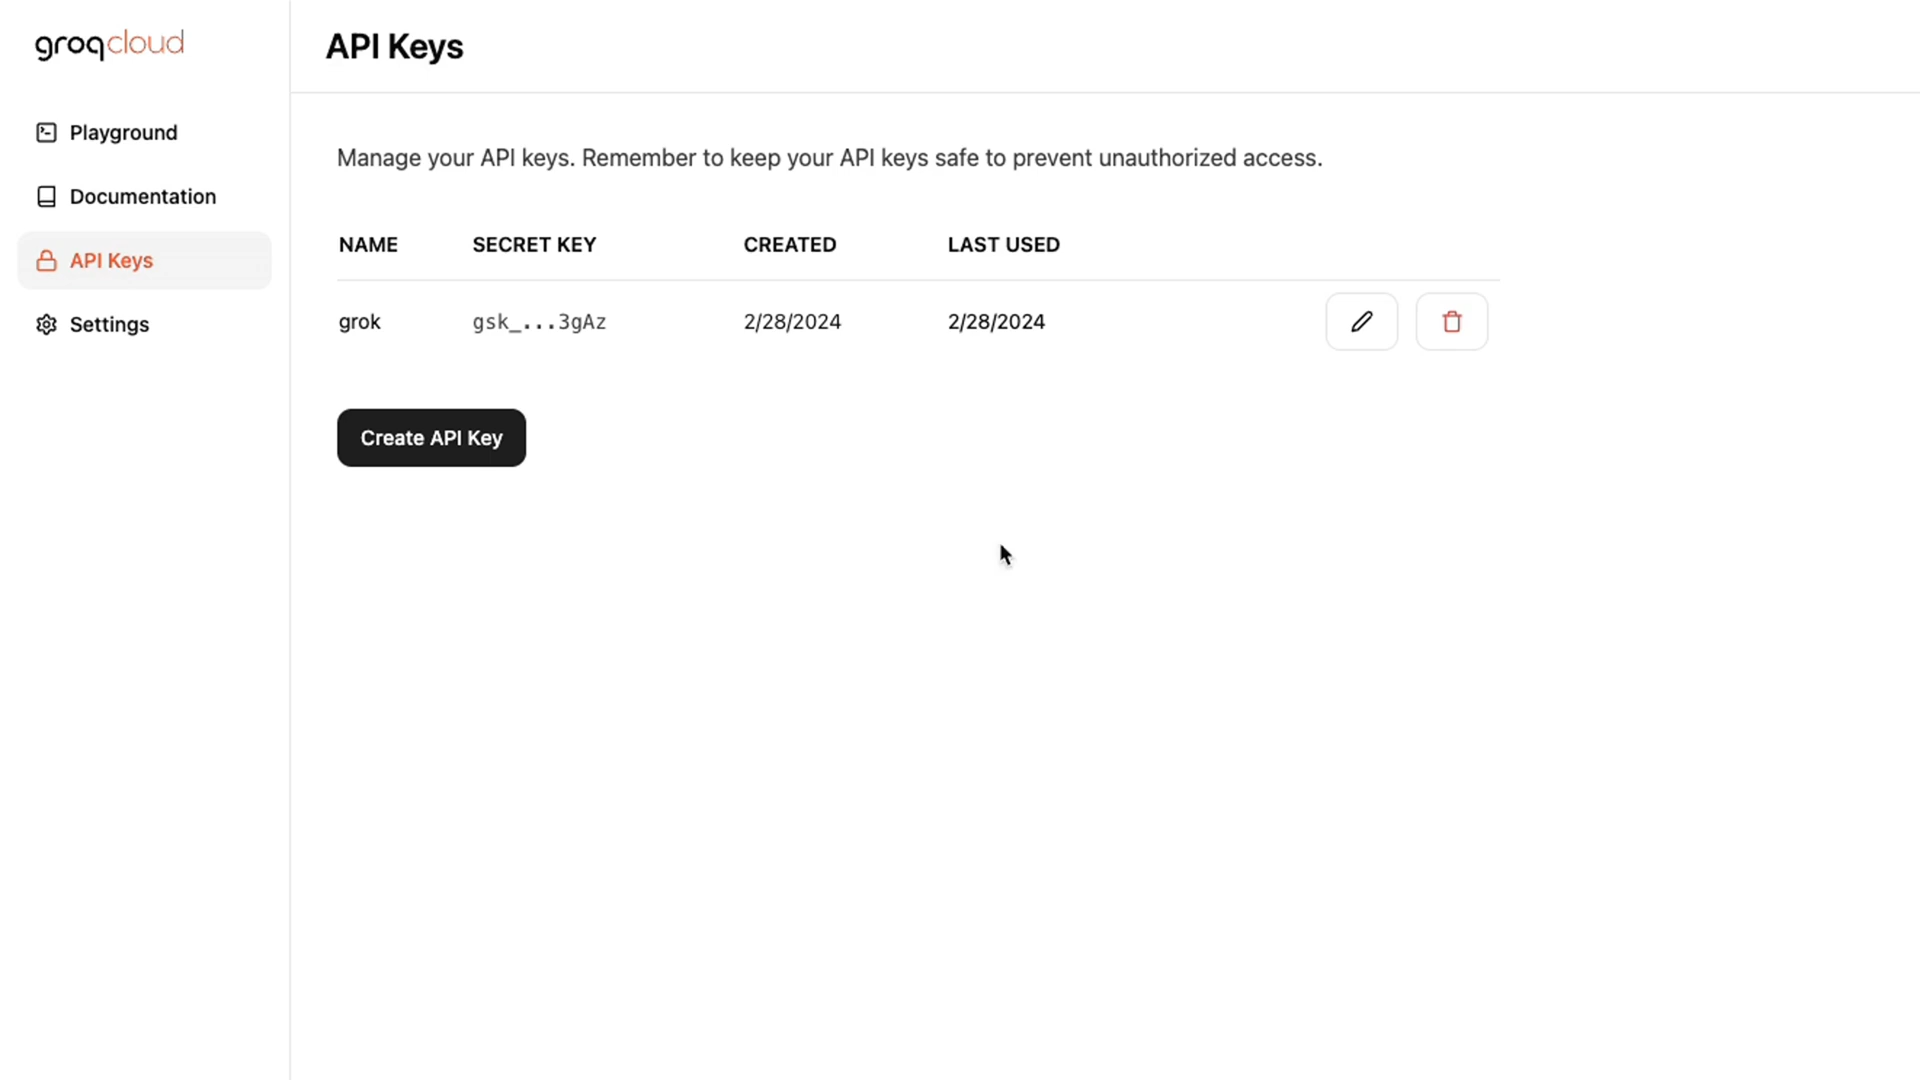 groqcloud
API Keys
Playground
Documentation
API Keys
Settings
Manage your API keys. Remember to keep your API keys safe to prevent unauthorized access.
NAME SECRET KEY CREATED LAST USED
grok gsk_...3gAz 2/28/2024 2/28/2024
Create API Key